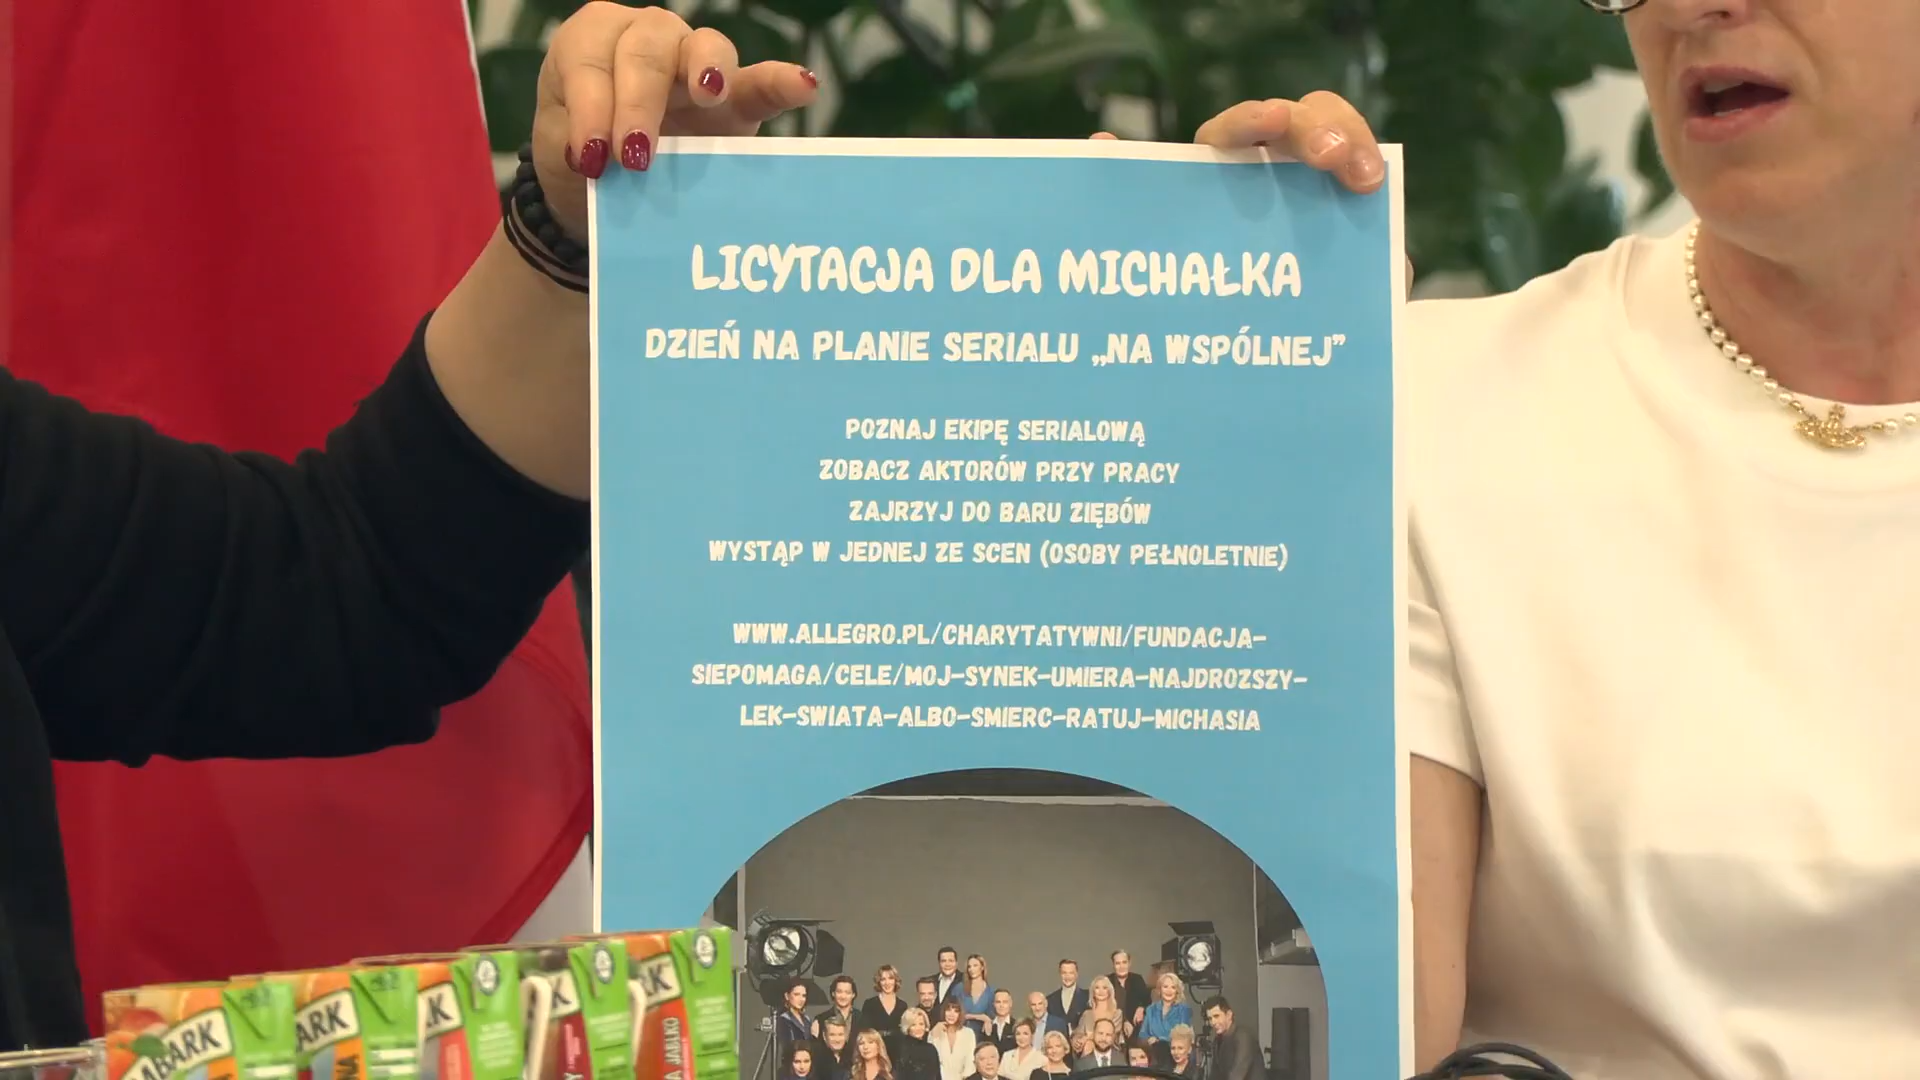 LICYTACJA DLA MICHAŁKA
DZIEŃ NA PLANIE SERIALU „NA WSPÓLNEJ”
POZNAJ EKIPĘ SERIALOWĄ
ZOBACZ AKTORÓW PRZY PRACY
ZAJRZYJ DO BARU ZIĘBÓW
WYSTĄP W JEDNEJ ZE SCEN (OSOBY PEŁNOLETNIE)
WWW.ALLEGRO.PL/CHARYTATYWNI/FUNDACJA-
SIEPOMAGA/CELE/MOJ-SYNEK-UMIERA-NAJDROZSZY-
LEK-SWIATA-ALBO-SMIERC-RATUJ-MICHASIA
JABŁKO